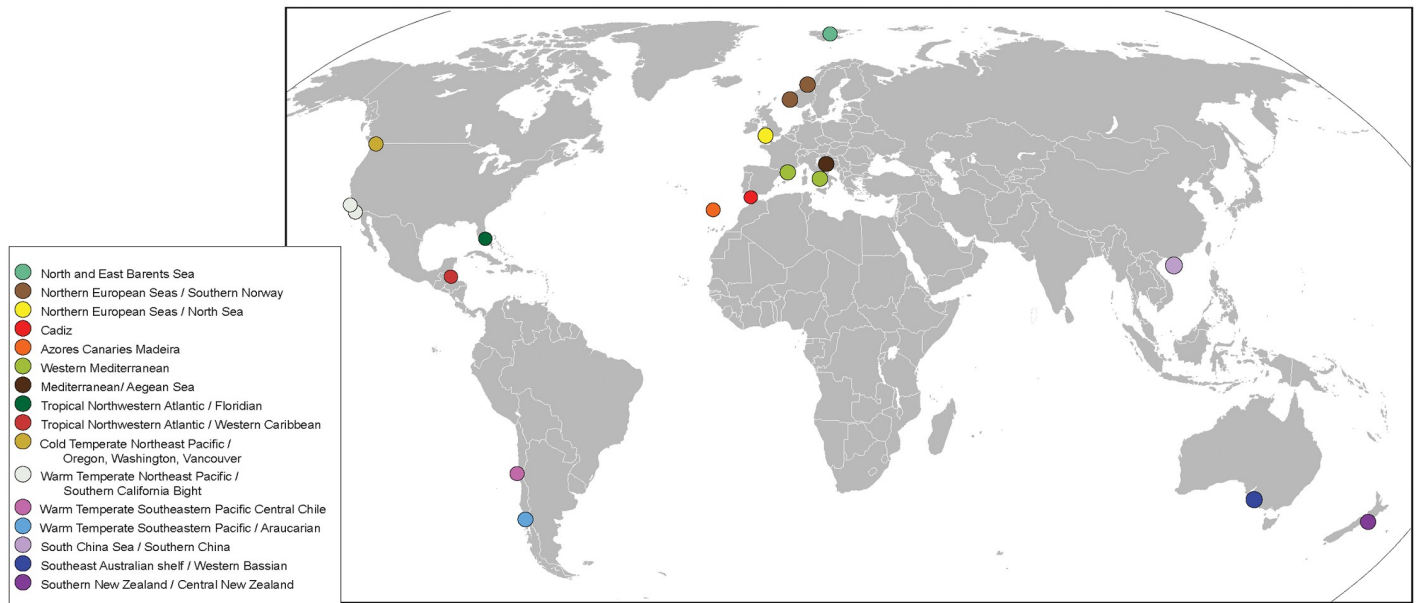 North and East Barents Sea
Northern European Seas / Southern Norway
Northern European Seas / North Sea
Cadiz
Azores Canaries Madeira
Western Mediterranean
Mediterranean/ Aegean Sea
Tropical Northwestern Atlantic / Floridian
Tropical Northwestern Atlantic / Western Caribbean
Cold Temperate Northeast Pacific /
Oregon, Washington, Vancouver
Warm Temperate Northeast Pacific /
Southern California Bight
Warm Temperate Southeastern Pacific Central Chile
Warm Temperate Southeastern Pacific / Araucarian
South China Sea / Southern China
Southeast Australian shelf / Western Bassian
Southern New Zealand / Central New Zealand